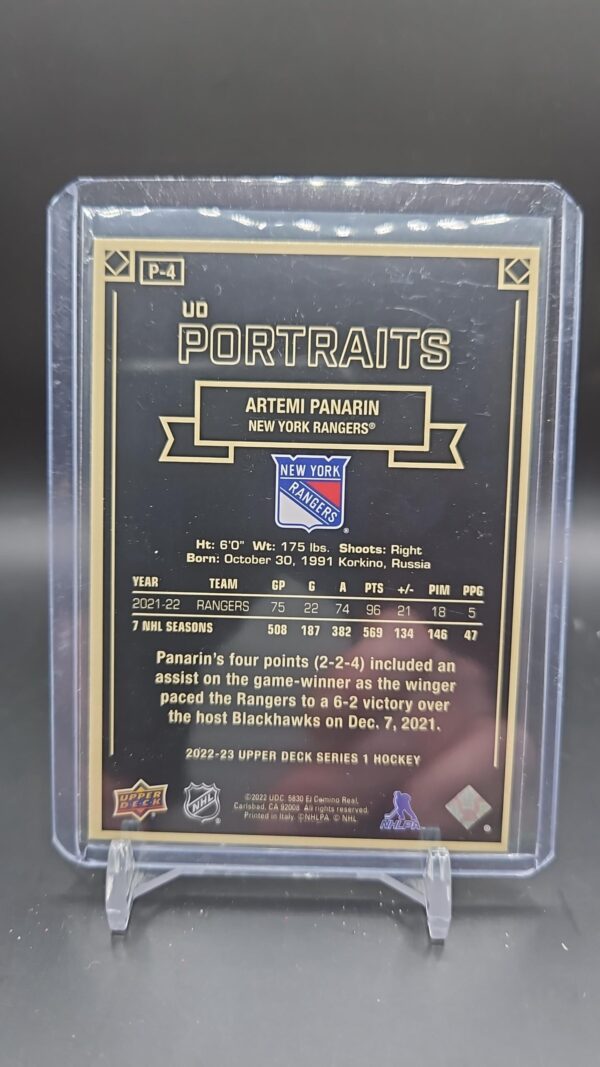 P-4
UD
PORTRAITS
ARTEMI PANARIN
NEW YORK RANGERS®
NEW YORK
RANGERS
®
Ht: 6'0" Wt: 175 lbs. Shoots: Right
Born: October 30, 1991 Korkino, Russia
YEAR TEAM GP G A PTS +/- PIM PPG
2021-22 RANGERS 75 22 74 96 21 18 5
7 NHL SEASONS 508 187 382 569 134 146 47
Panarin's four points (2-2-4) included an
assist on the game-winner as the winger
paced the Rangers to a 6-2 victory over
the host Blackhawks on Dec. 7, 2021.
2022-23 UPPER DECK SERIES 1 HOCKEY
UPPER
DECK
NHL
©2022 UDC. 5830 El Camino Real,
Carlsbad, CA 92008. All rights reserved.
Printed in Italy. ©NHLPA © NHL
NHLPA
®